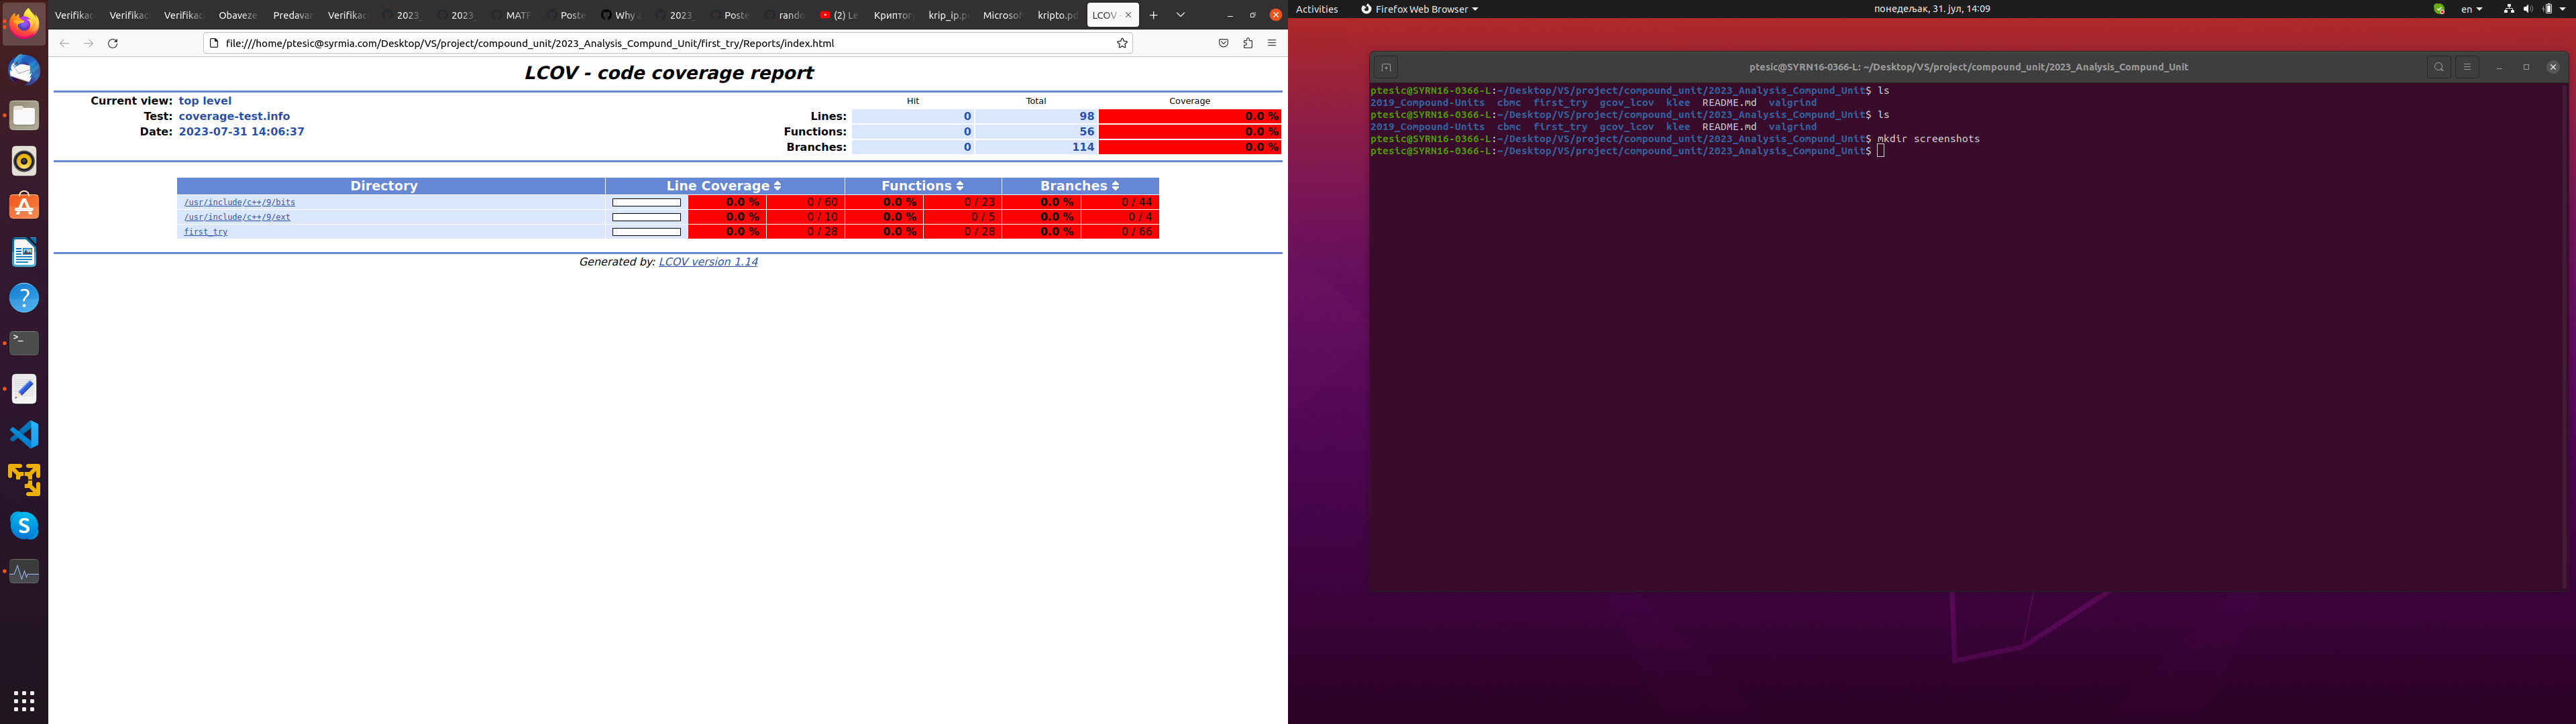 Verifikac Verifikac Verifikac Obaveze Predavar Verifikac 2023_ 2023_ MATF Poste Why a 2023_ Poste rando (2) Le Криптог krip_ip.p Microsof kripto.pd LCOV -
file:///home/ptesic@syrmia.com/Desktop/VS/project/compound_unit/2023_Analysis_Compund_Unit/first_try/Reports/index.html
LCOV - code coverage report
Current view: top level
Test: coverage-test.info
Date: 2023-07-31 14:06:37
Hit Total Coverage
Lines: 0 98 0.0 %
Functions: 0 56 0.0 %
Branches: 0 114 0.0 %
Directory Line Coverage Functions Branches
/usr/include/c++/9/bits 0.0 % 0 / 60 0.0 % 0 / 23 0.0 % 0 / 44
/usr/include/c++/9/ext 0.0 % 0 / 10 0.0 % 0 / 5 0.0 % 0 / 4
first_try 0.0 % 0 / 28 0.0 % 0 / 28 0.0 % 0 / 66
Generated by: LCOV version 1.14
Activities Firefox Web Browser понедељак, 31. јул, 14:09 en
ptesic@SYRN16-0366-L: ~/Desktop/VS/project/compound_unit/2023_Analysis_Compund_Unit
ptesic@SYRN16-0366-L:~/Desktop/VS/project/compound_unit/2023_Analysis_Compund_Unit$ ls
2019_Compound-Units cbmc first_try gcov_lcov klee README.md valgrind
ptesic@SYRN16-0366-L:~/Desktop/VS/project/compound_unit/2023_Analysis_Compund_Unit$ ls
2019_Compound-Units cbmc first_try gcov_lcov klee README.md valgrind
ptesic@SYRN16-0366-L:~/Desktop/VS/project/compound_unit/2023_Analysis_Compund_Unit$ mkdir screenshots
ptesic@SYRN16-0366-L:~/Desktop/VS/project/compound_unit/2023_Analysis_Compund_Unit$